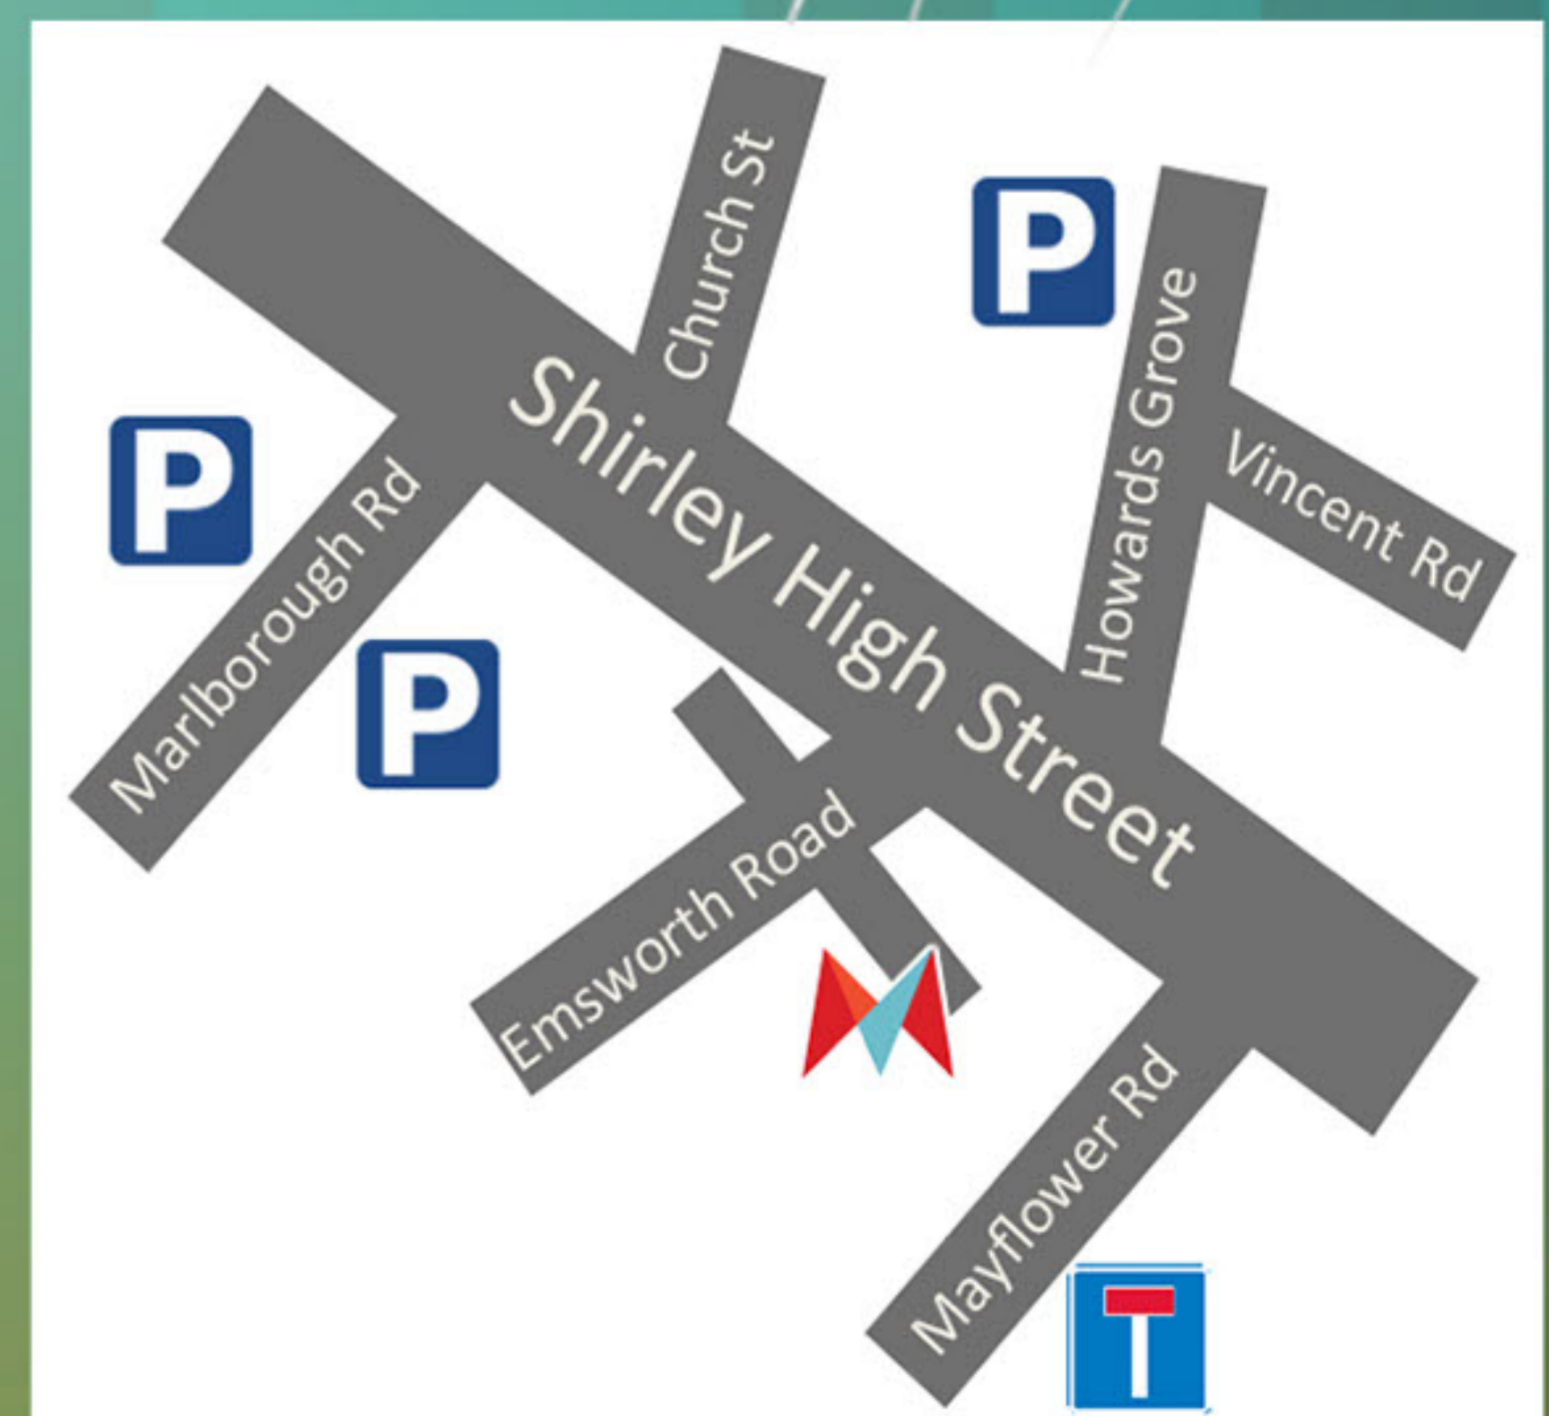 Church St
P
Howards Grove
Vincent Rd
Shirley High Street
P
Marlborough Rd
P
Emsworth Road
Mayflower Rd